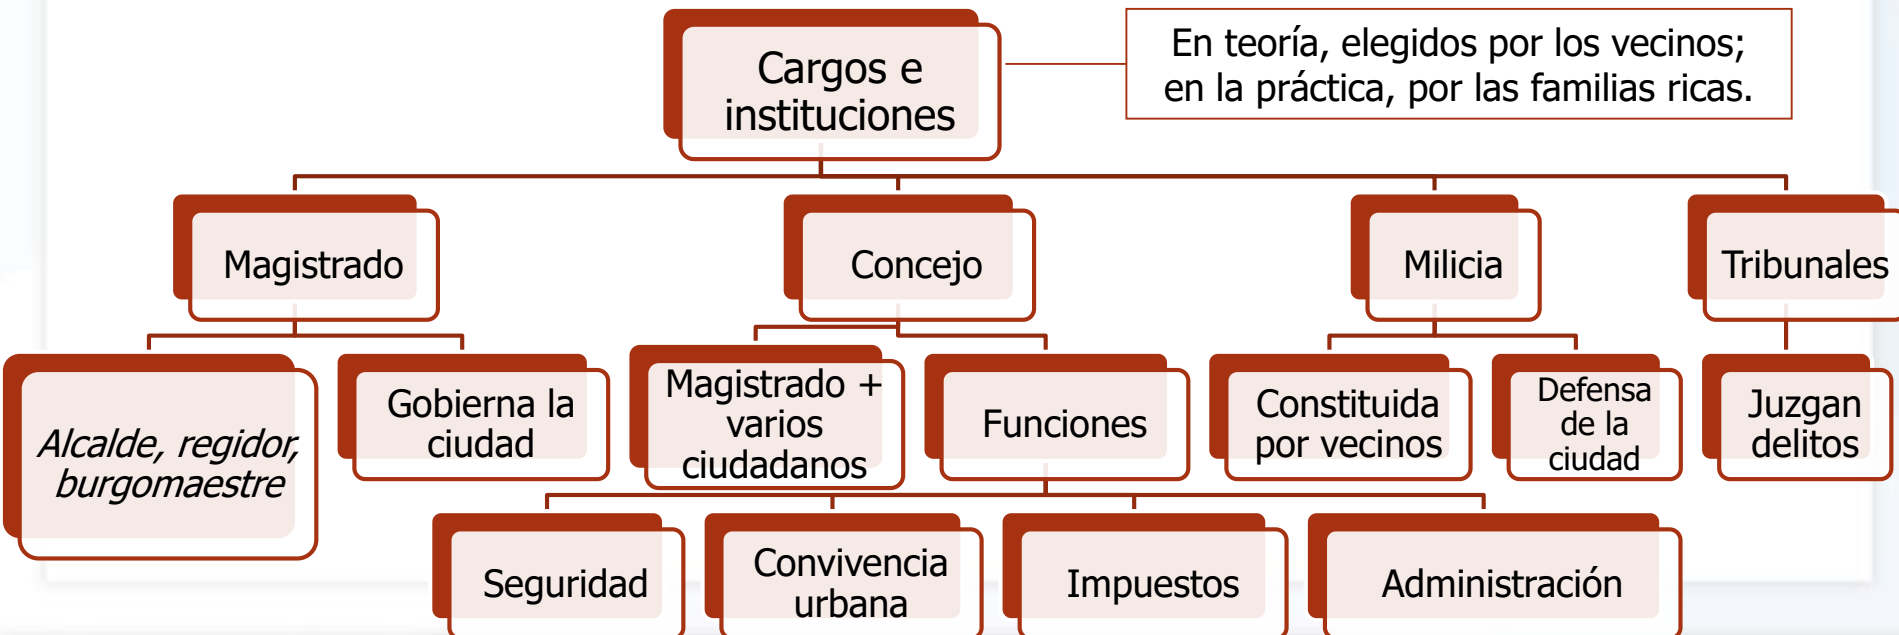 Cargos e
instituciones
En teoría, elegidos por los vecinos;
en la práctica, por las familias ricas.
Magistrado
Concejo
Milicia
Tribunales
Alcalde, regidor,
burgomaestre
Gobierna la
ciudad
Magistrado +
varios
ciudadanos
Funciones
Constituida
por vecinos
Defensa
de la
ciudad
Juzgan
delitos
Seguridad
Convivencia
urbana
Impuestos
Administración